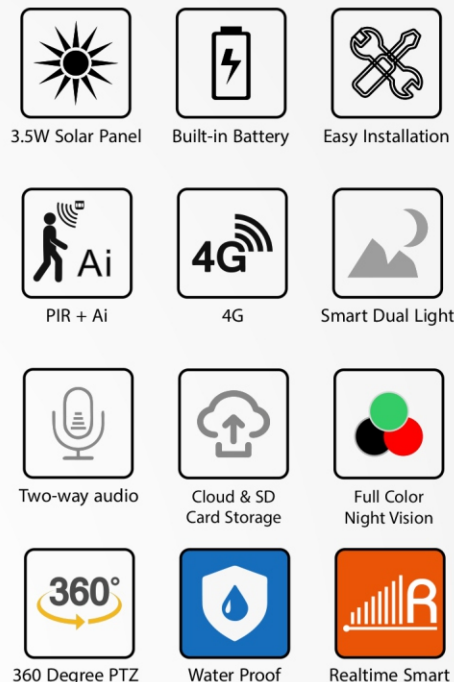 3.5W Solar Panel
Built-in Battery
Easy Installation
Ai
PIR + Ai
4G
4G
Smart Dual Light
Two-way audio
Cloud & SD
Card Storage
Full Color
Night Vision
360°
360 Degree PTZ
Water Proof
R
Realtime Smart